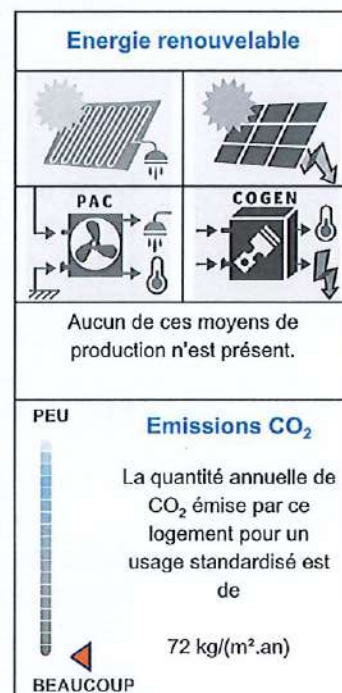 Energie renouvelable
PAC
COGEN
Aucun de ces moyens de
production n'est présent.
PEU
Emissions CO₂
La quantité annuelle de
CO₂ émise par ce
logement pour un
usage standardisé est
de
72 kg/(m².an)
BEAUCOUP